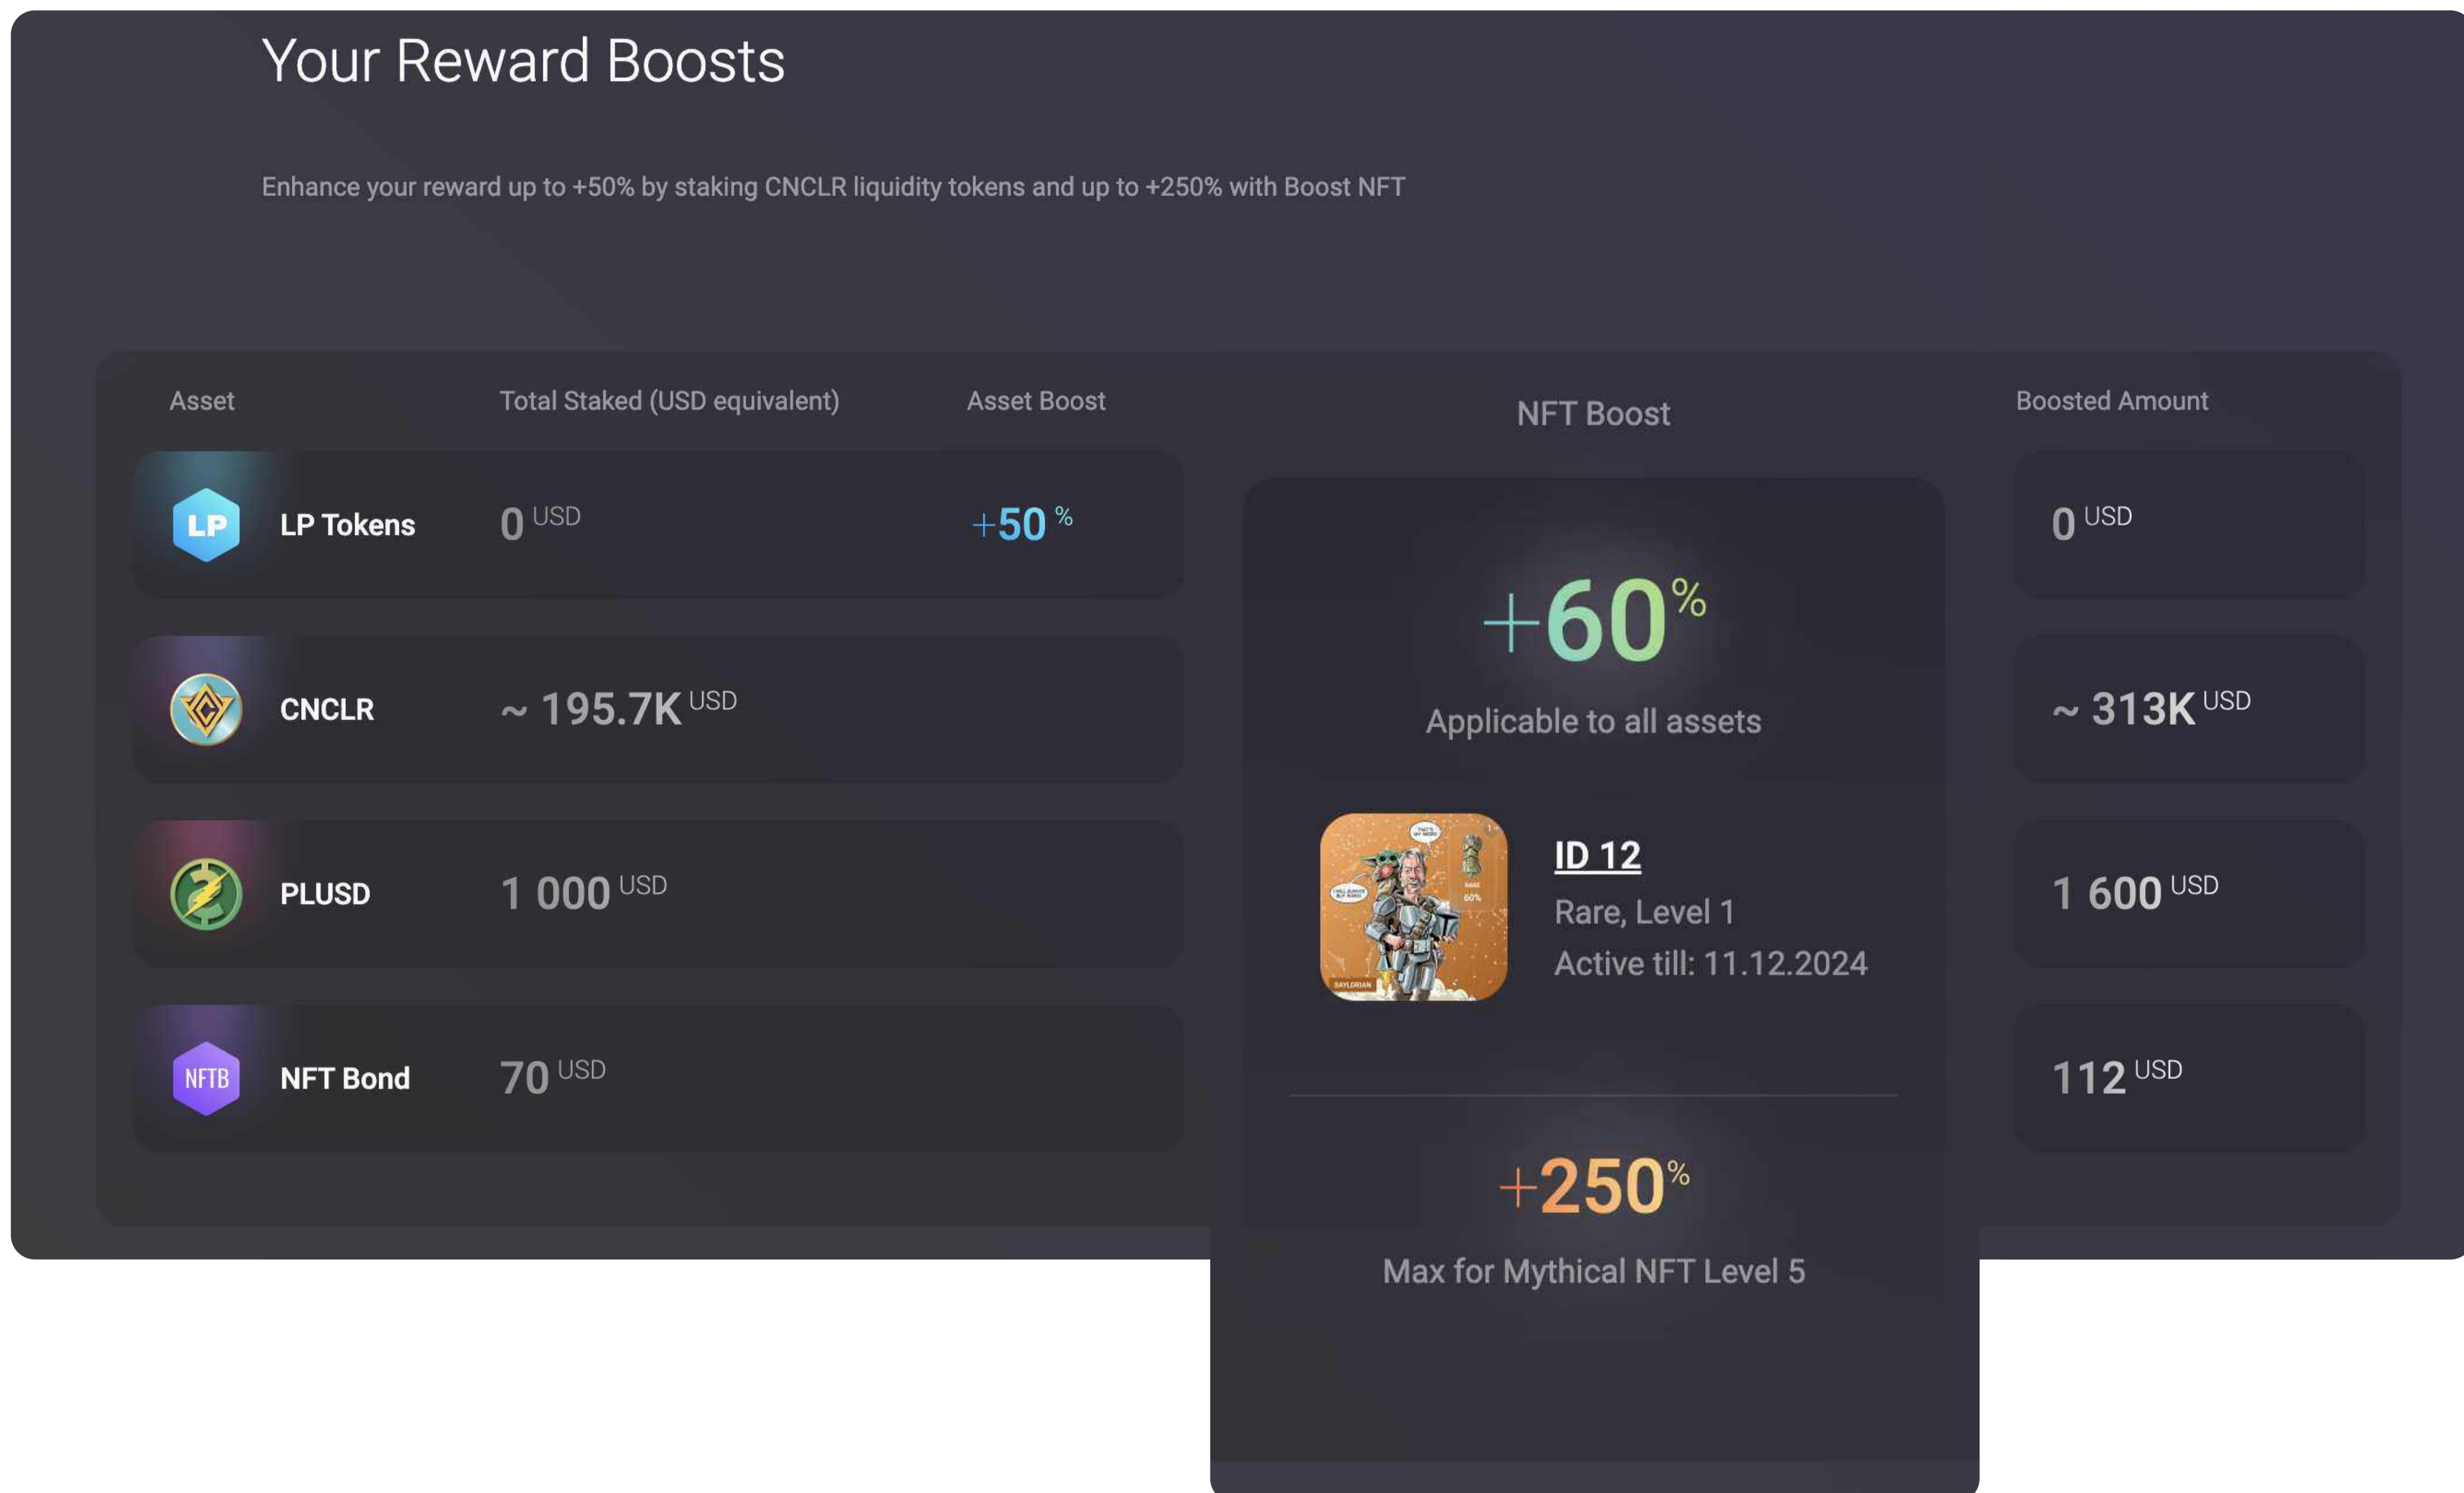 Your Reward Boosts
Enhance your reward up to +50% by staking CNCLR liquidity tokens and up to +250% with Boost NFT
Asset Total Staked (USD equivalent) Asset Boost NFT Boost Boosted Amount
LP LP Tokens 0 USD +50 % 0 USD
+60%
Applicable to all assets
CNCLR ~ 195.7K USD ~ 313K USD
PLUSD 1 000 USD 1 600 USD
RARE
60%
SAYLORIAN
ID 12
Rare, Level 1
Active till: 11.12.2024
NFTB NFT Bond 70 USD 112 USD
+250%
Max for Mythical NFT Level 5